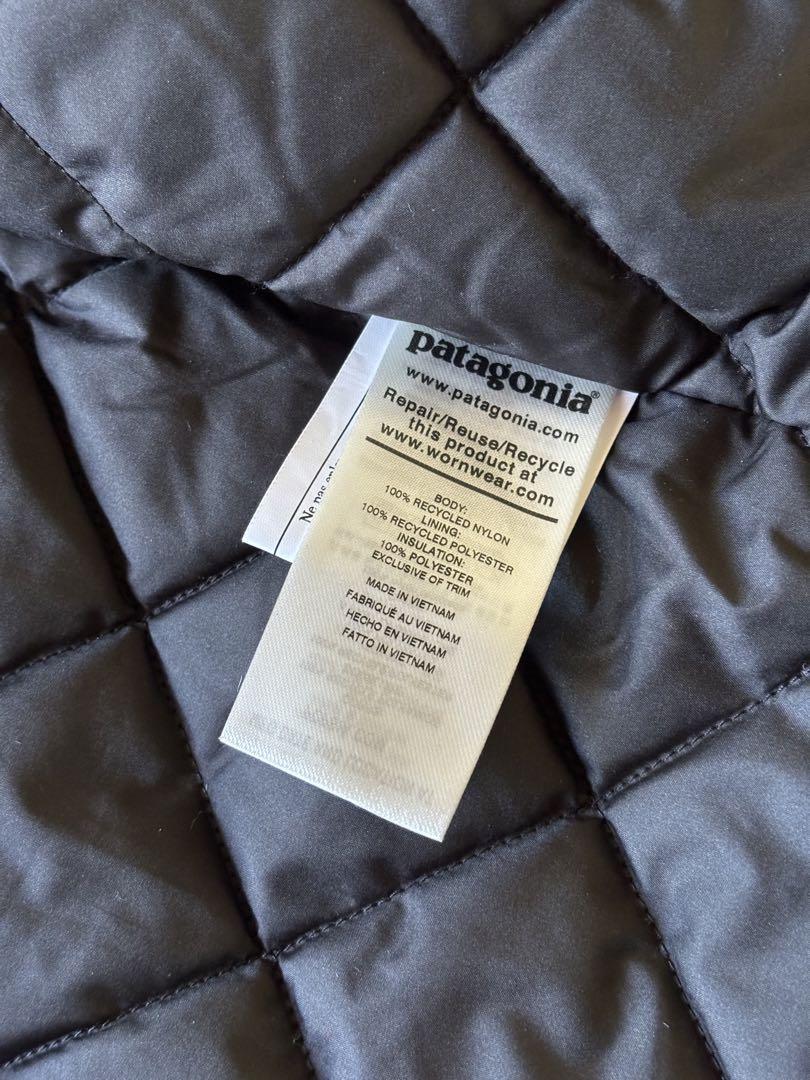 patagonia®
www.patagonia.com
Repair/Reuse/Recycle
this product at
www.wornwear.com
BODY:
100% RECYCLED NYLON
LINING:
100% RECYCLED POLYESTER
INSULATION:
100% POLYESTER
EXCLUSIVE OF TRIM
MADE IN VIETNAM
FABRIQUÉ AU VIETNAM
HECHO EN VIETNAM
FATTO IN VIETNAM
Ne pas